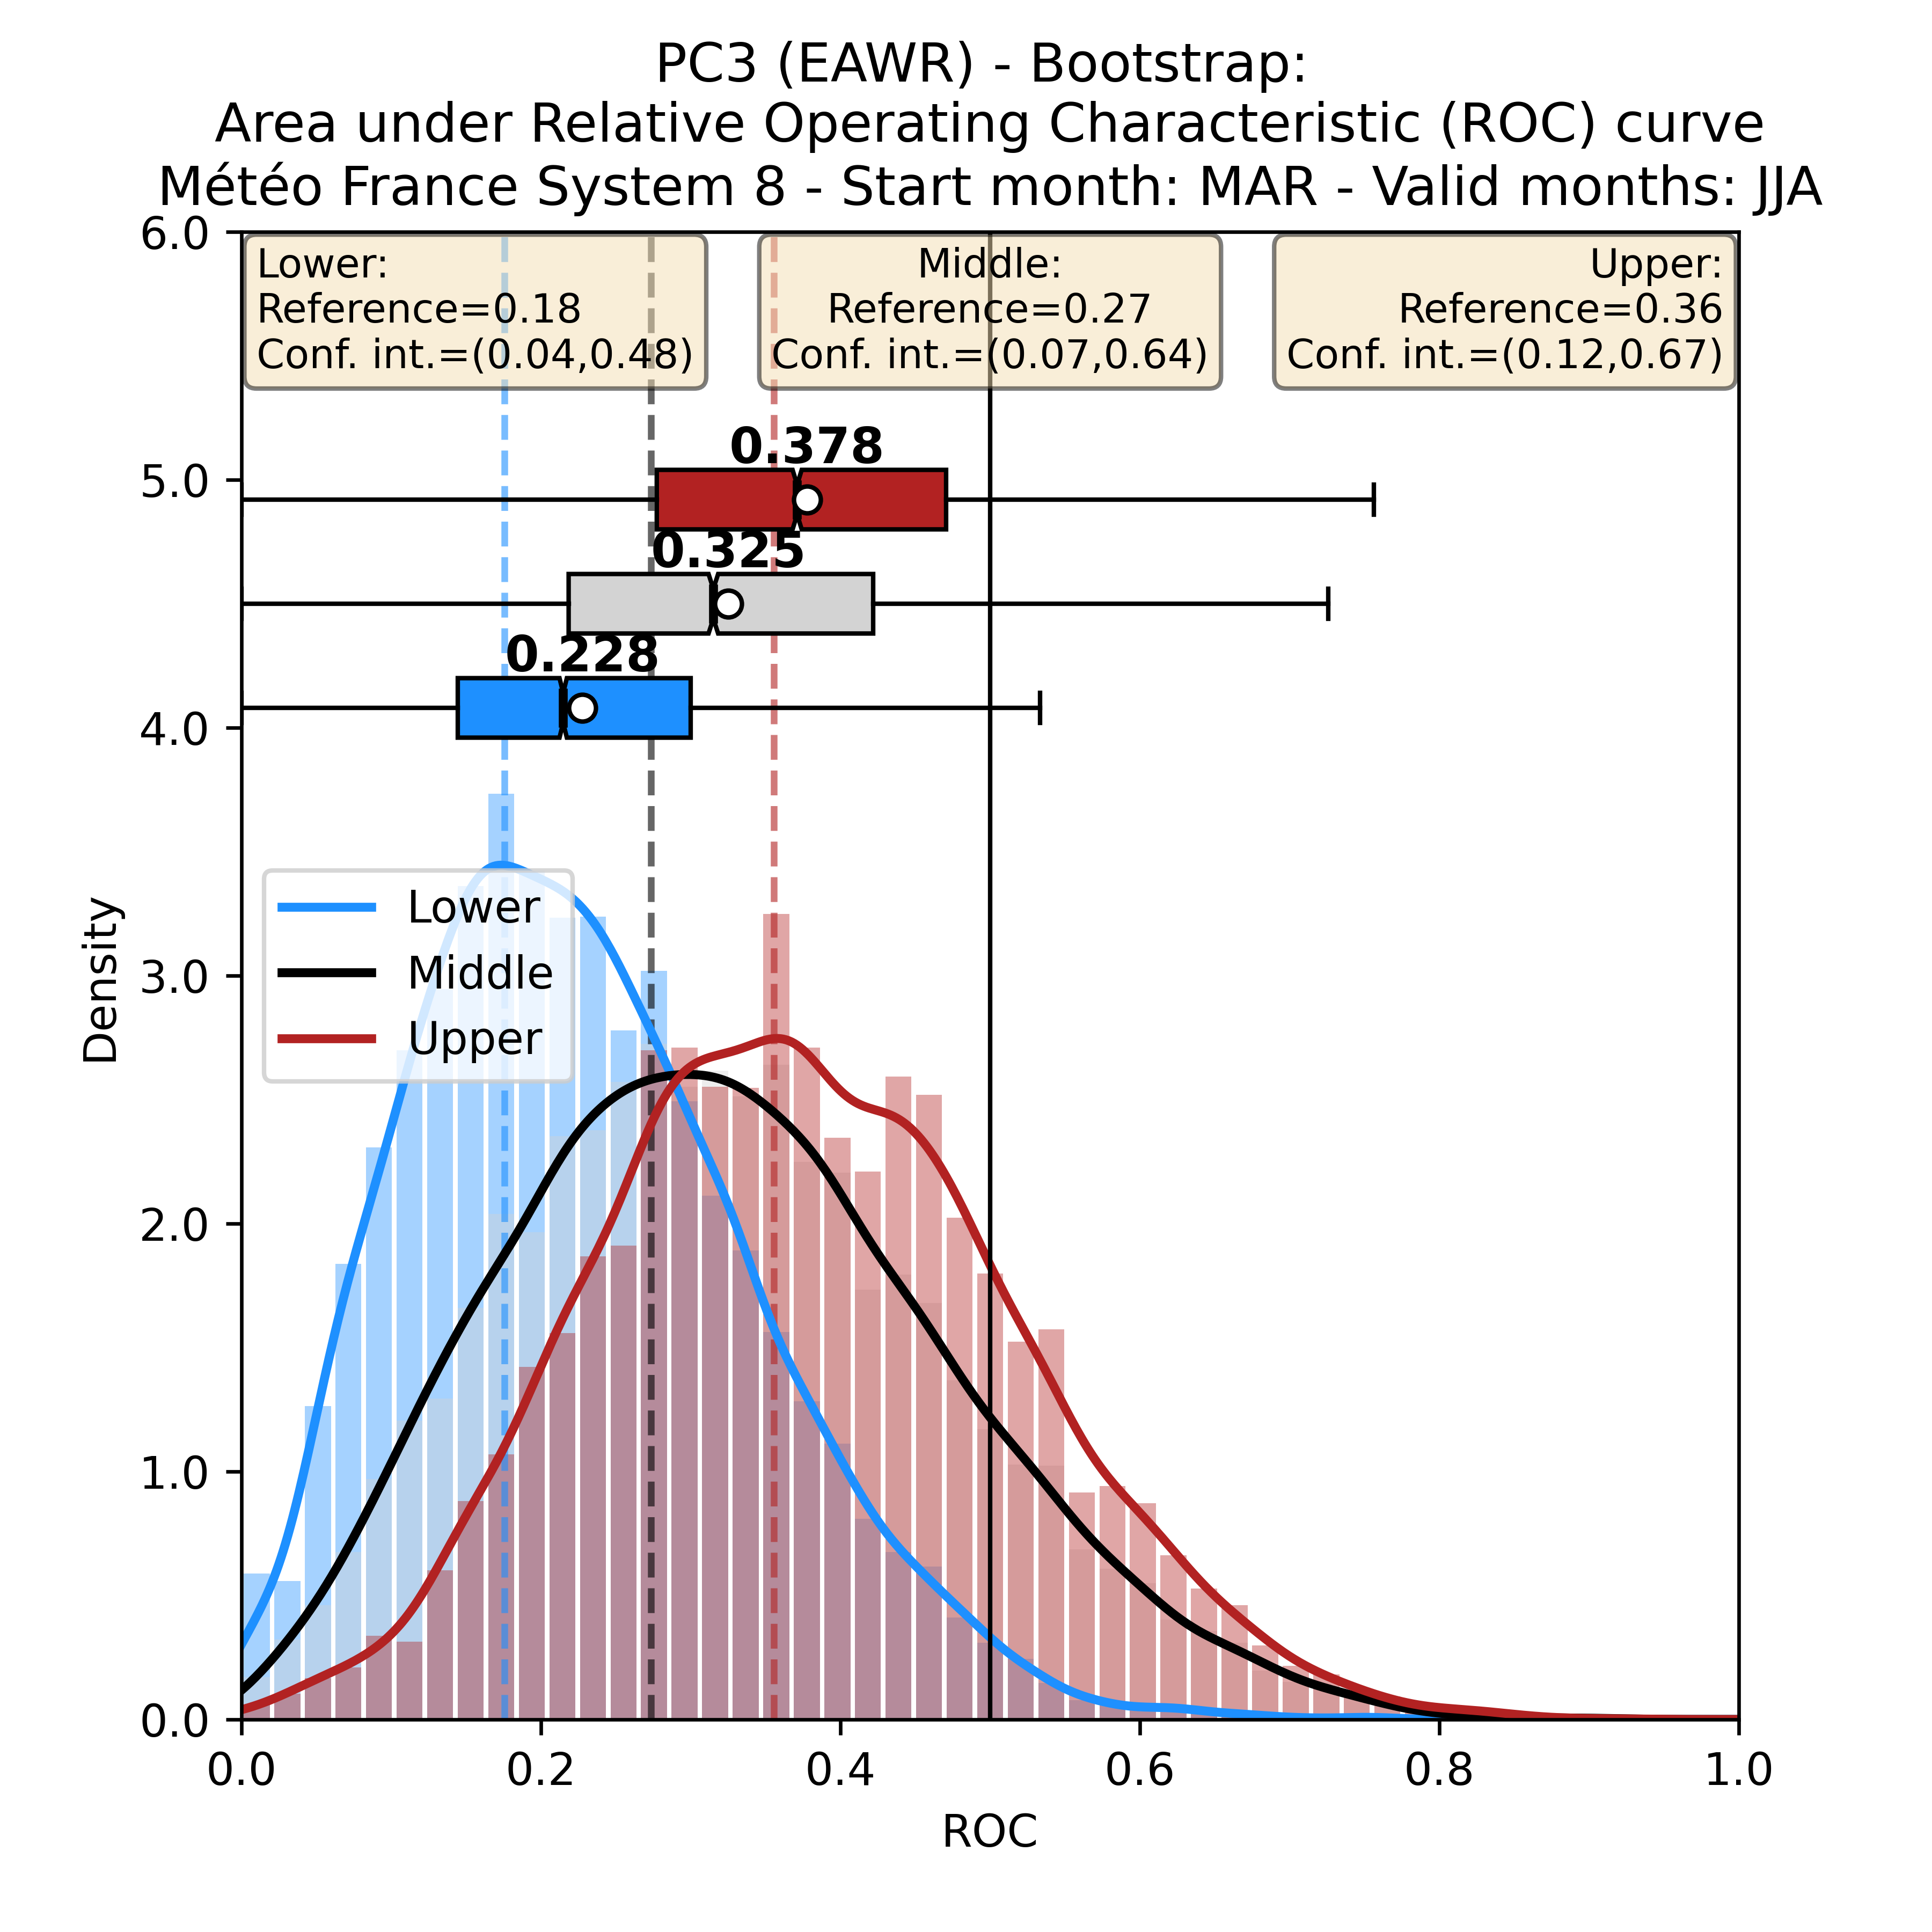 PC3 (EAWR) - Bootstrap:
Area under Relative Operating Characteristic (ROC) curve
Météo France System 8 - Start month: MAR - Valid months: JJA
Lower:
Reference=0.18
Conf. int.=(0.04,0.48)
Middle:
Reference=0.27
Conf. int.=(0.07,0.64)
Upper:
Reference=0.36
Conf. int.=(0.12,0.67)
0.378
0.325
0.228
Lower
Middle
Upper
Density
6.0
5.0
4.0
3.0
2.0
1.0
0.0
0.0 0.2 0.4 0.6 0.8 1.0
ROC